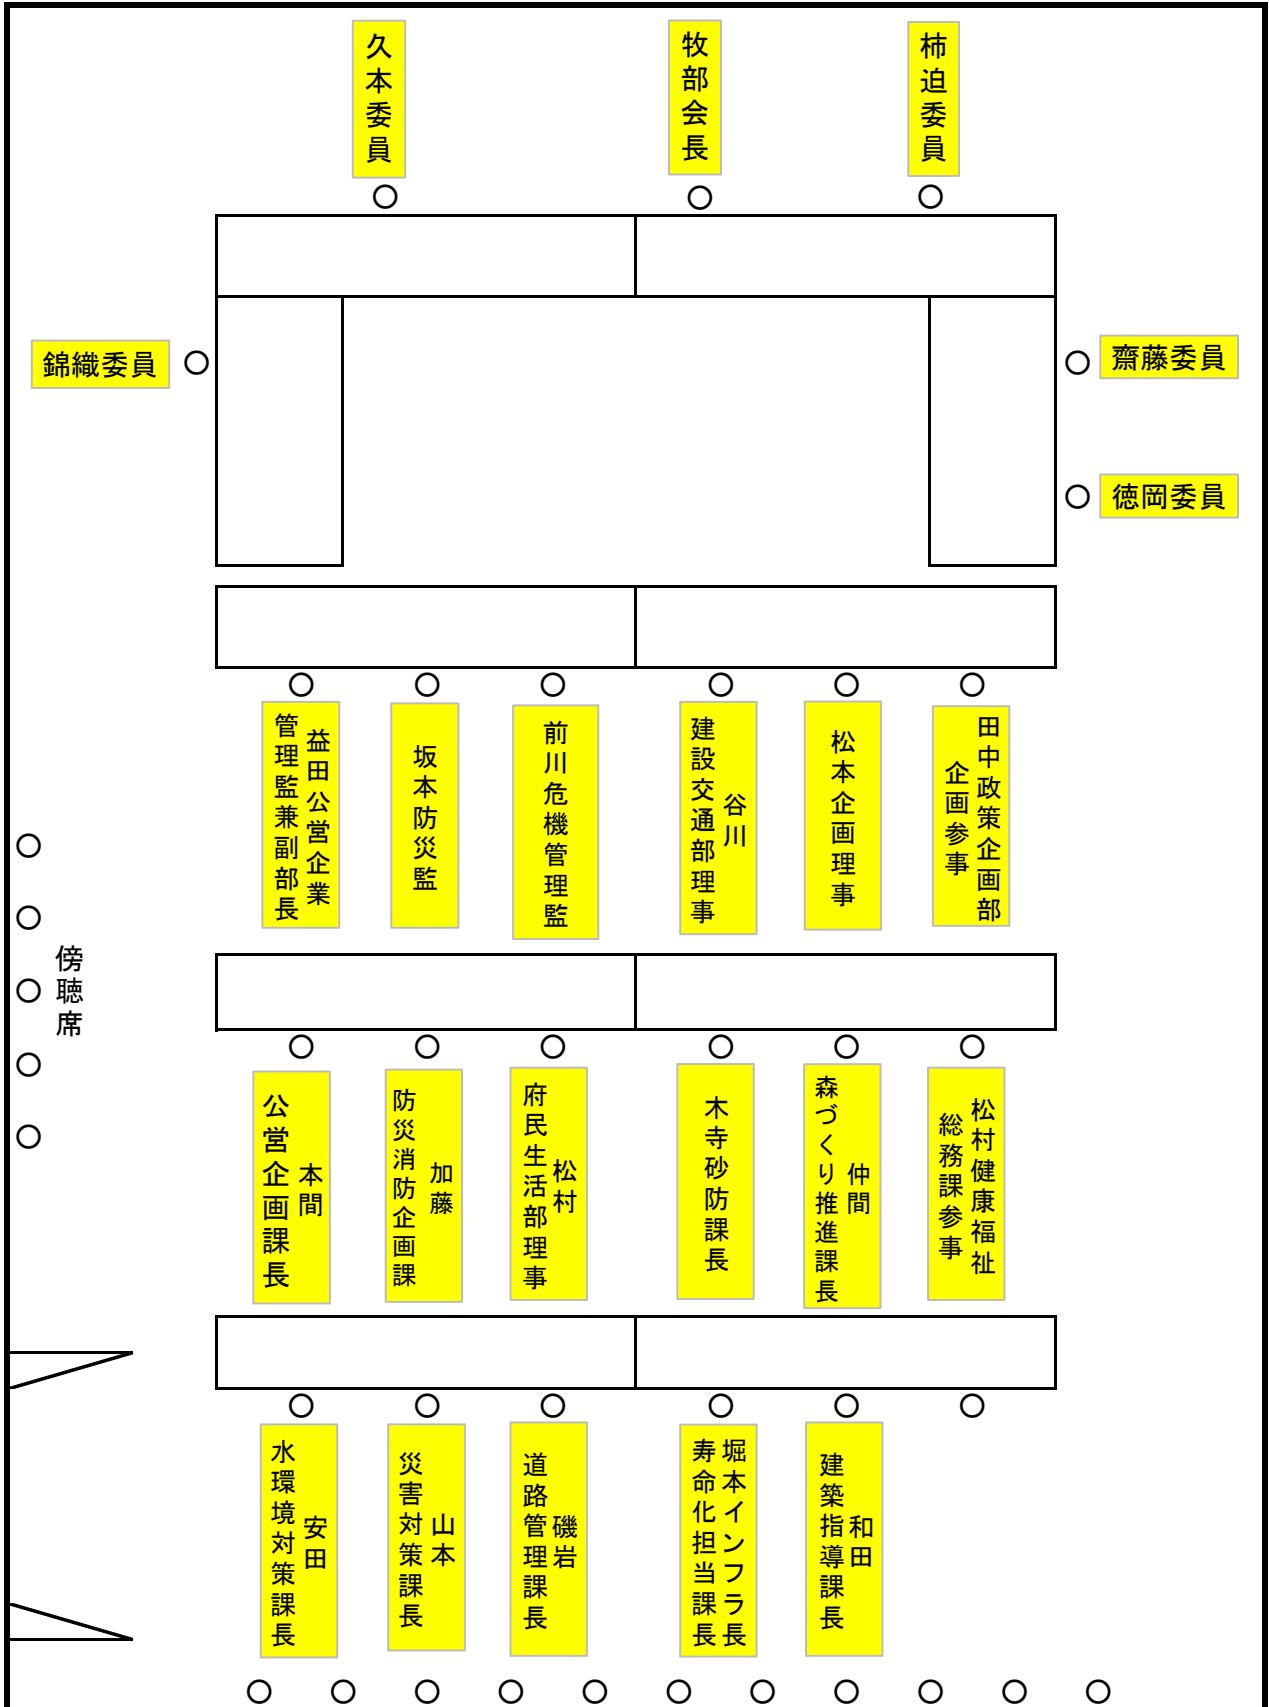 久本委員
牧部会長
柿迫委員
錦織委員
齋藤委員
徳岡委員
益田公営企業
管理監兼副部長
坂本防災監
前川危機管理監
谷川
建設交通部理事
松本企画理事
田中政策企画部
企画参事
傍聴席
本間
公営企画課長
加藤
防災消防企画課
松村
府民生活部理事
木寺砂防課長
仲間
森づくり推進課長
松村健康福祉
総務課参事
安田
水環境対策課長
山本
災害対策課長
磯岩
道路管理課長
堀本インフラ長
寿命化担当課長
和田
建築指導課長